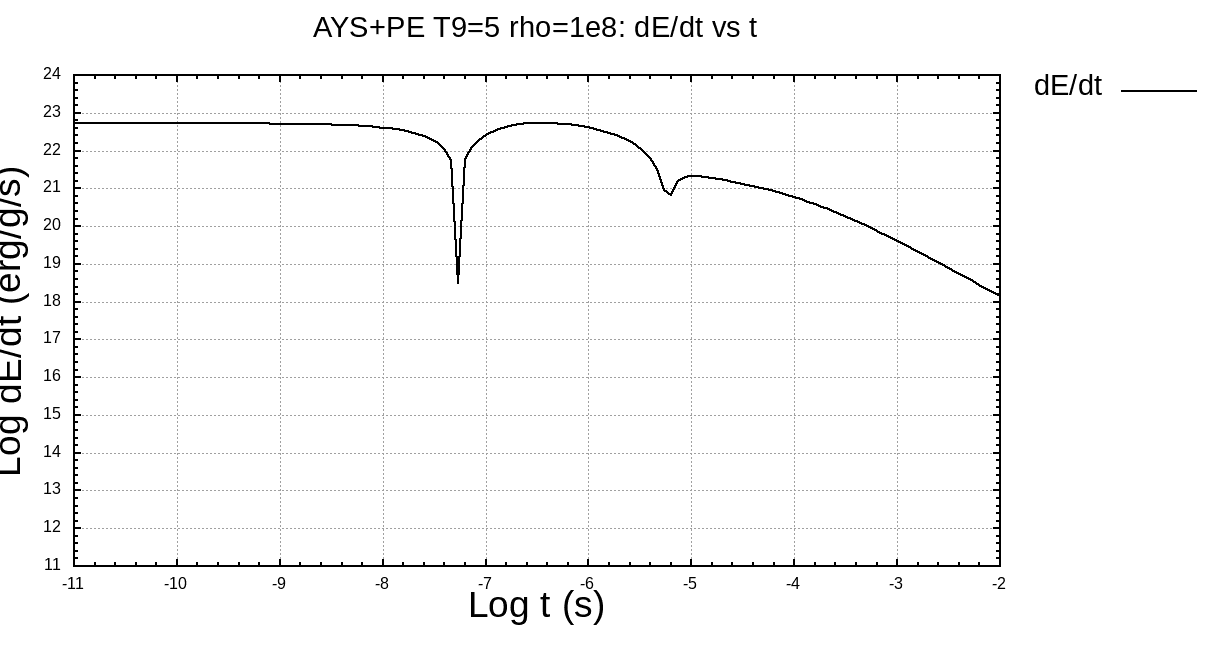 AYS+PE T9=5 rho=1e8: dE/dt vs t
dE/dt
Log dE/dt (erg/g/s)
24
23
22
21
20
19
18
17
16
15
14
13
12
11
-11 -10 -9 -8 -7 -6 -5 -4 -3 -2
Log t (s)